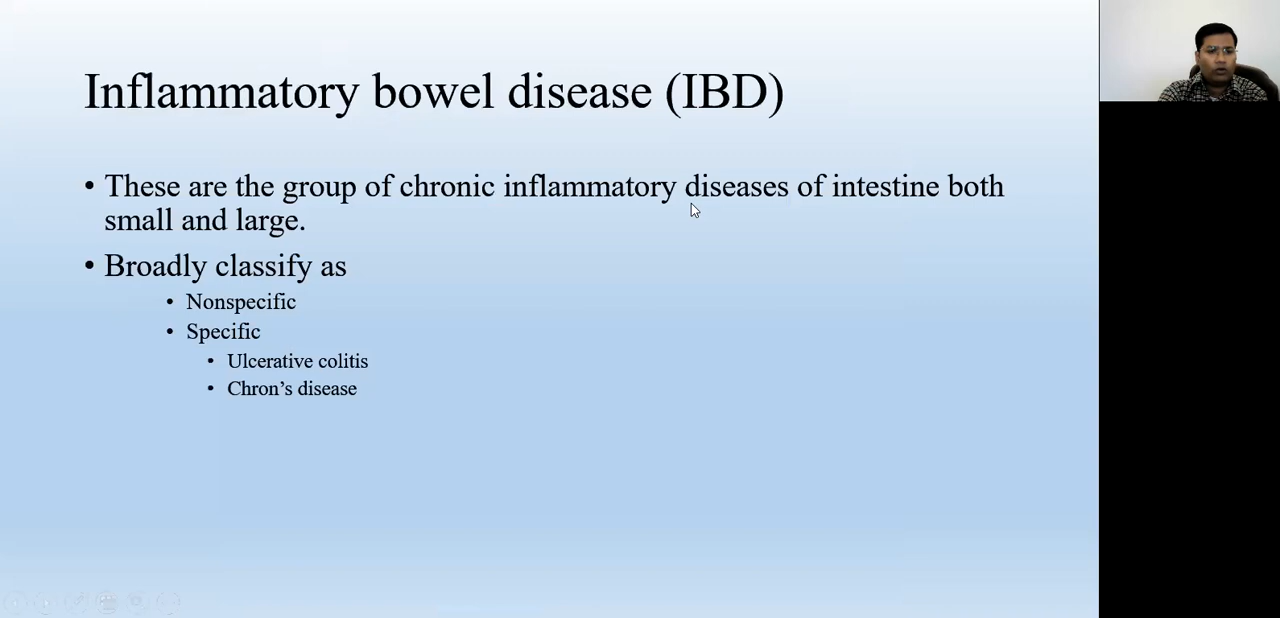 Inflammatory bowel disease (IBD)
• These are the group of chronic inflammatory diseases of intestine both
small and large.
• Broadly classify as
• Nonspecific
• Specific
• Ulcerative colitis
• Chron’s disease